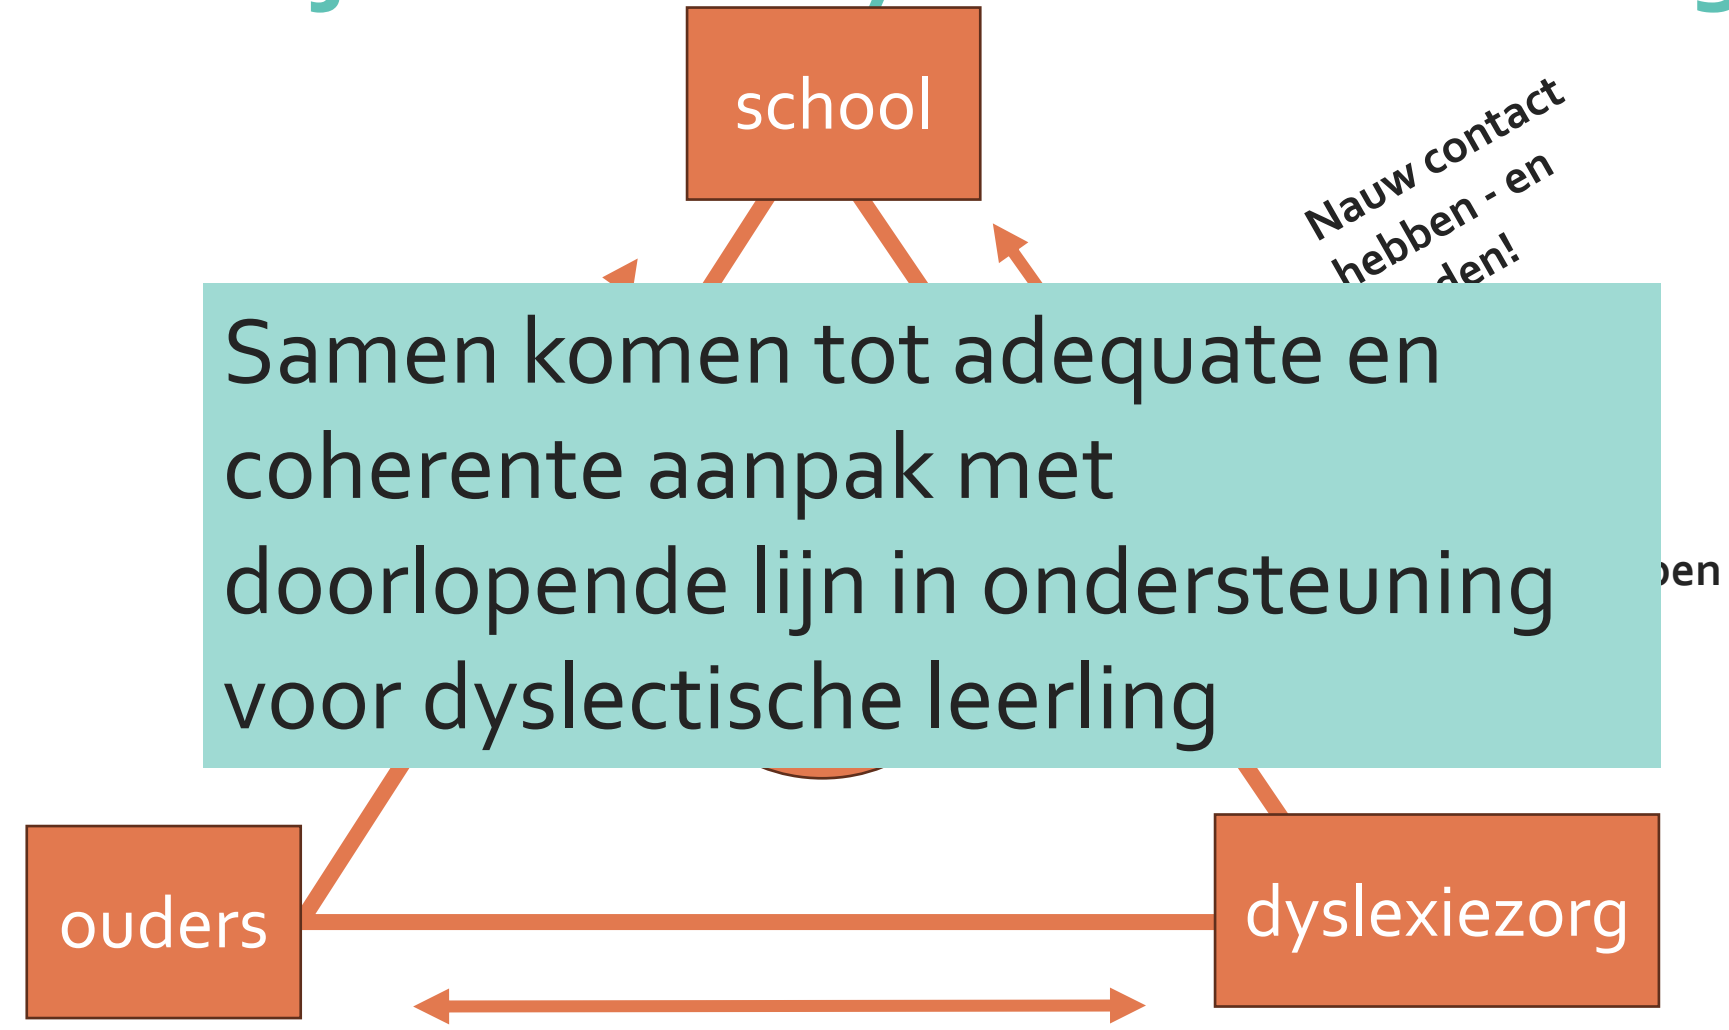 school
Nauw contact
hebben - en
Samen komen tot adequate en
coherente aanpak met
doorlopende lijn in ondersteuning
voor dyslectische leerling
ouders
dyslexiezorg